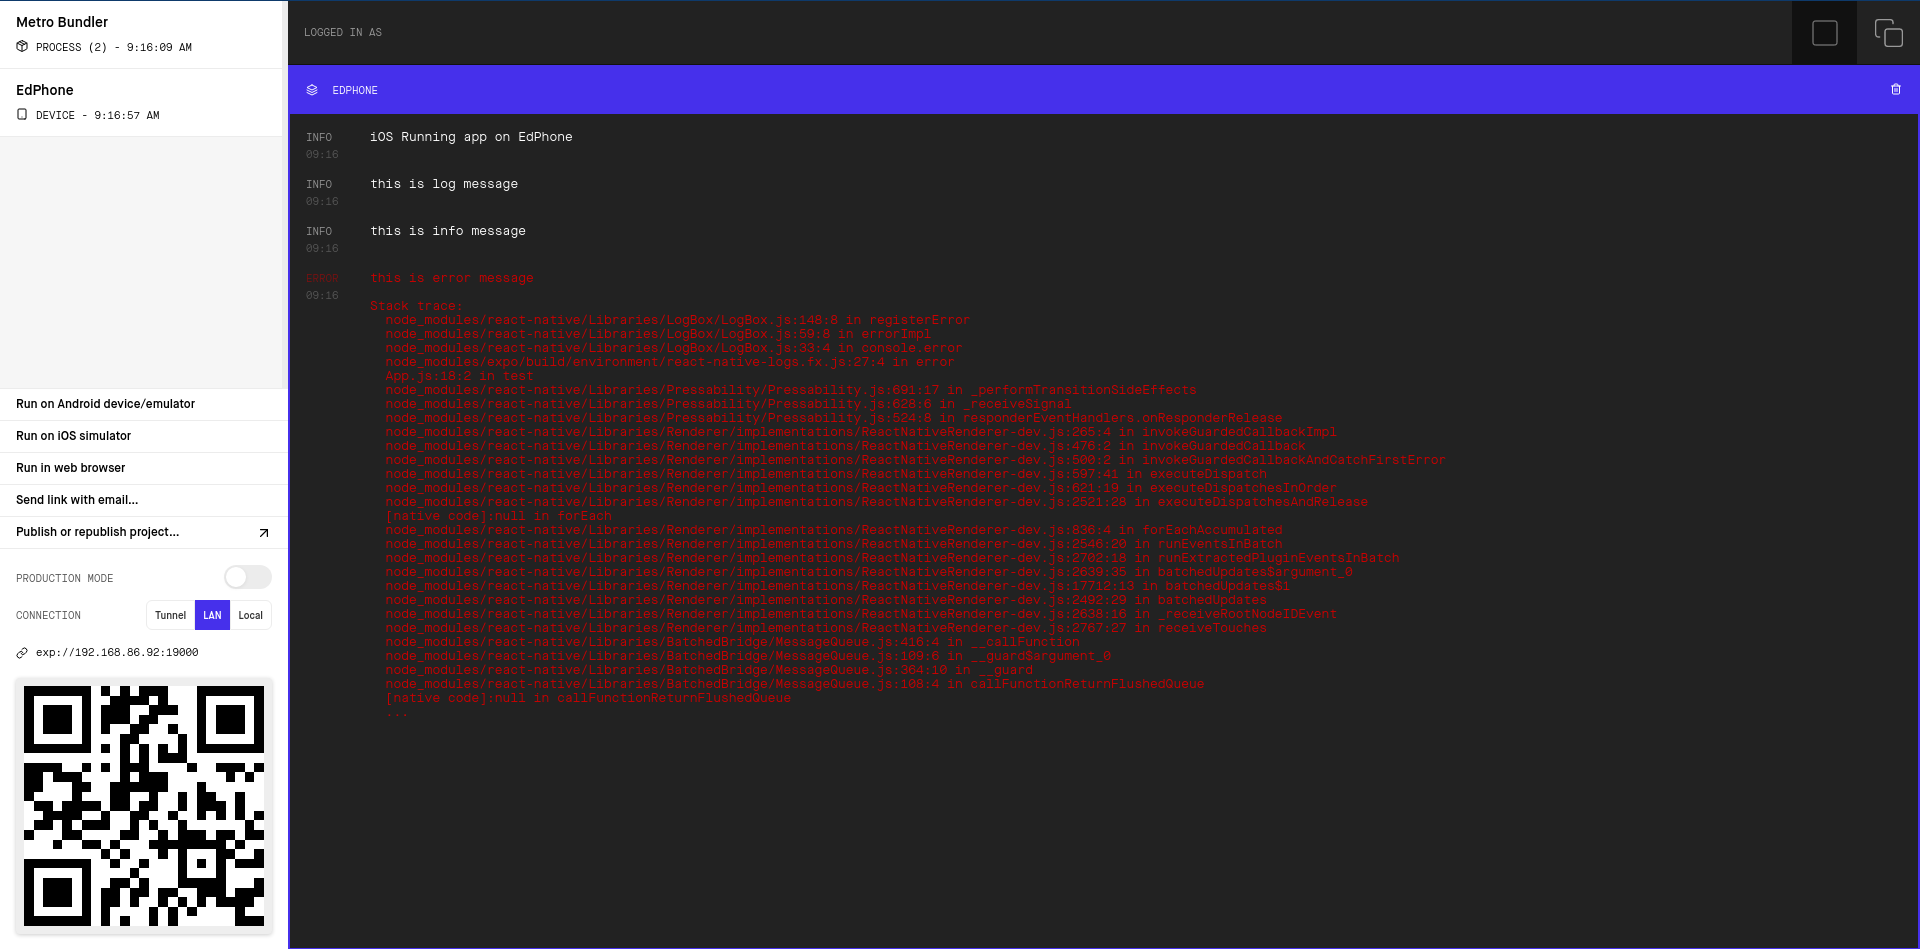 Metro Bundler
PROCESS (2) - 9:16:09 AM
EdPhone
DEVICE - 9:16:57 AM
Run on Android device/emulator
Run on iOS simulator
Run in web browser
Send link with email...
Publish or republish project...
PRODUCTION MODE
CONNECTION
Tunnel LAN Local
exp://192.168.86.92:19000
LOGGED IN AS
EDPHONE
INFO iOS Running app on EdPhone
09:16
INFO this is log message
09:16
INFO this is info message
09:16
ERROR this is error message
09:16
Stack trace:
node_modules/react-native/Libraries/LogBox/LogBox.js:148:8 in registerError
node_modules/react-native/Libraries/LogBox/LogBox.js:59:8 in errorImpl
node_modules/react-native/Libraries/LogBox/LogBox.js:33:4 in console.error
node_modules/expo/build/environment/react-native-logs.fx.js:27:4 in error
App.js:18:2 in test
node_modules/react-native/Libraries/Pressability/Pressability.js:691:17 in _performTransitionSideEffects
node_modules/react-native/Libraries/Pressability/Pressability.js:628:6 in _receiveSignal
node_modules/react-native/Libraries/Pressability/Pressability.js:524:8 in responderEventHandlers.onResponderRelease
node_modules/react-native/Libraries/Renderer/implementations/ReactNativeRenderer-dev.js:265:4 in invokeGuardedCallbackImpl
node_modules/react-native/Libraries/Renderer/implementations/ReactNativeRenderer-dev.js:476:2 in invokeGuardedCallback
node_modules/react-native/Libraries/Renderer/implementations/ReactNativeRenderer-dev.js:500:2 in invokeGuardedCallbackAndCatchFirstError
node_modules/react-native/Libraries/Renderer/implementations/ReactNativeRenderer-dev.js:597:41 in executeDispatch
node_modules/react-native/Libraries/Renderer/implementations/ReactNativeRenderer-dev.js:621:19 in executeDispatchesInOrder
node_modules/react-native/Libraries/Renderer/implementations/ReactNativeRenderer-dev.js:2521:28 in executeDispatchesAndRelease
[native code]:null in forEach
node_modules/react-native/Libraries/Renderer/implementations/ReactNativeRenderer-dev.js:836:4 in forEachAccumulated
node_modules/react-native/Libraries/Renderer/implementations/ReactNativeRenderer-dev.js:2546:20 in runEventsInBatch
node_modules/react-native/Libraries/Renderer/implementations/ReactNativeRenderer-dev.js:2702:18 in runExtractedPluginEventsInBatch
node_modules/react-native/Libraries/Renderer/implementations/ReactNativeRenderer-dev.js:2639:35 in batchedUpdates$argument_0
node_modules/react-native/Libraries/Renderer/implementations/ReactNativeRenderer-dev.js:17712:13 in batchedUpdates$1
node_modules/react-native/Libraries/Renderer/implementations/ReactNativeRenderer-dev.js:2492:29 in batchedUpdates
node_modules/react-native/Libraries/Renderer/implementations/ReactNativeRenderer-dev.js:2638:16 in _receiveRootNodeIDEvent
node_modules/react-native/Libraries/Renderer/implementations/ReactNativeRenderer-dev.js:2767:27 in receiveTouches
node_modules/react-native/Libraries/BatchedBridge/MessageQueue.js:416:4 in __callFunction
node_modules/react-native/Libraries/BatchedBridge/MessageQueue.js:109:6 in __guard$argument_0
node_modules/react-native/Libraries/BatchedBridge/MessageQueue.js:364:10 in __guard
node_modules/react-native/Libraries/BatchedBridge/MessageQueue.js:108:4 in callFunctionReturnFlushedQueue
[native code]:null in callFunctionReturnFlushedQueue
...